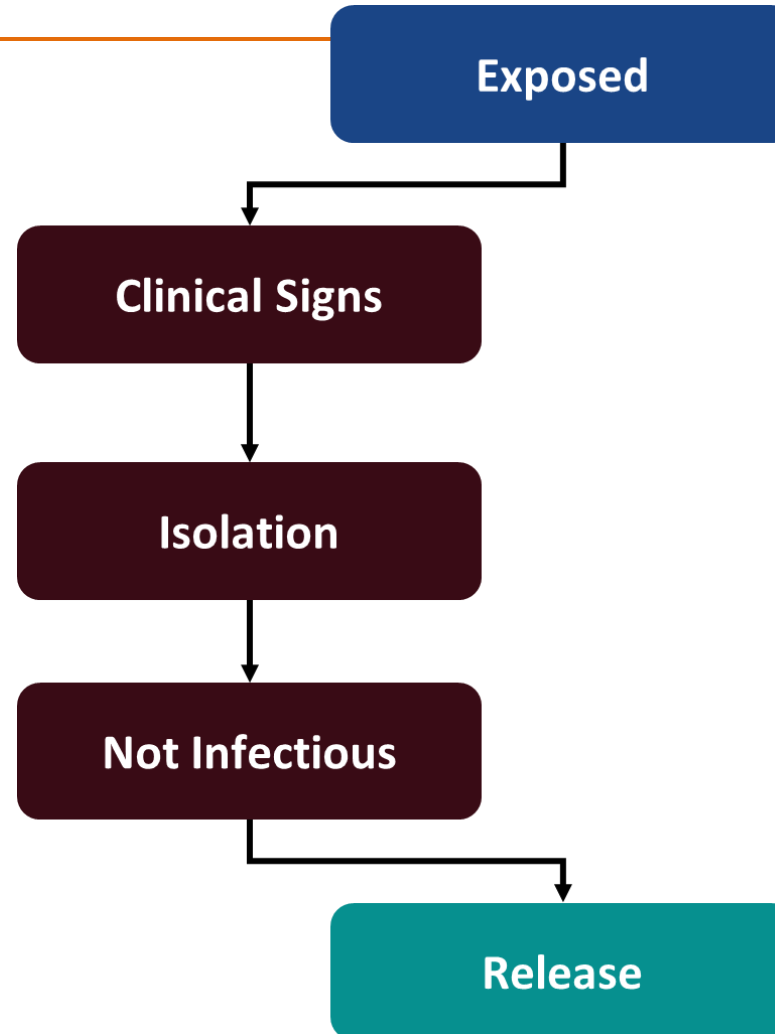 Exposed
Clinical Signs
Isolation
Not Infectious
Release